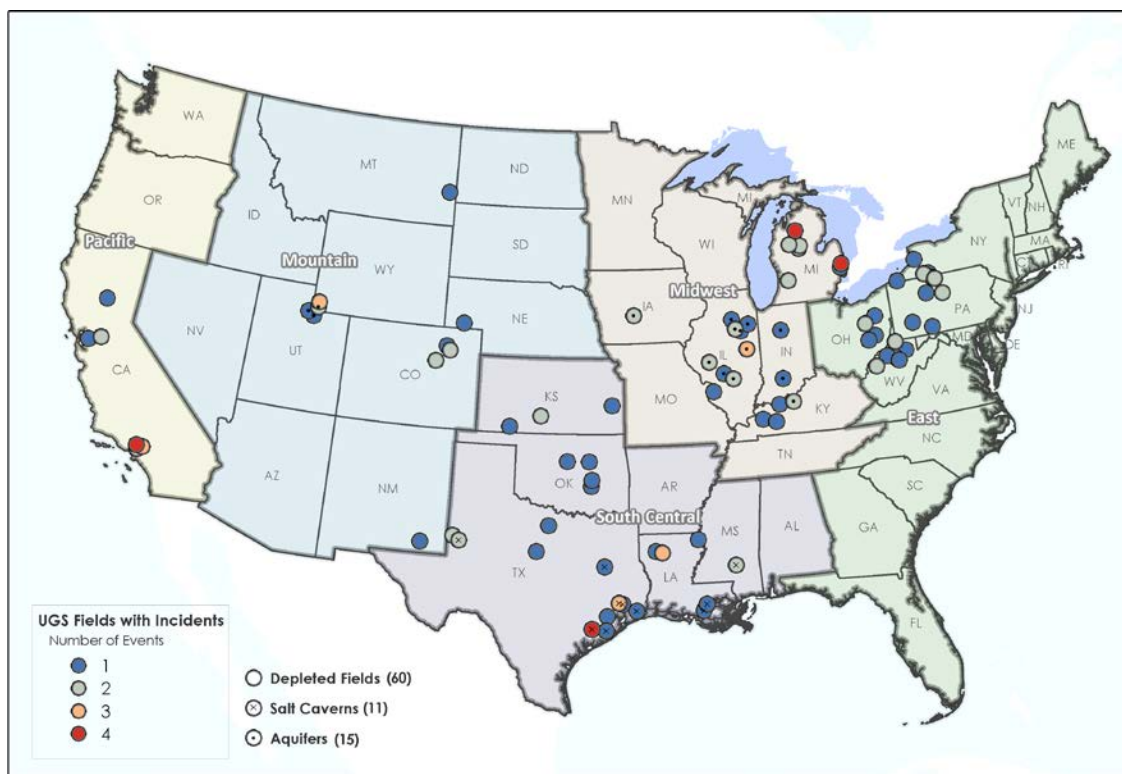 WA
MT
ND
MN
ME
OR
ID
SD
WI
MI
VT
NH
NY
MA
RI
Pacific
Mountain
WY
Midwest
MI
IA
NE
PA
NJ
NV
UT
CO
IL
IN
OH
MD
DE
CA
KS
MO
WV
VA
KY
East
NC
TN
AZ
NM
OK
AR
SC
South Central
MS
AL
GA
TX
LA
FL
UGS Fields with Incidents
Number of Events
1
2
3
4
Depleted Fields (60)
Salt Caverns (11)
Aquifers (15)